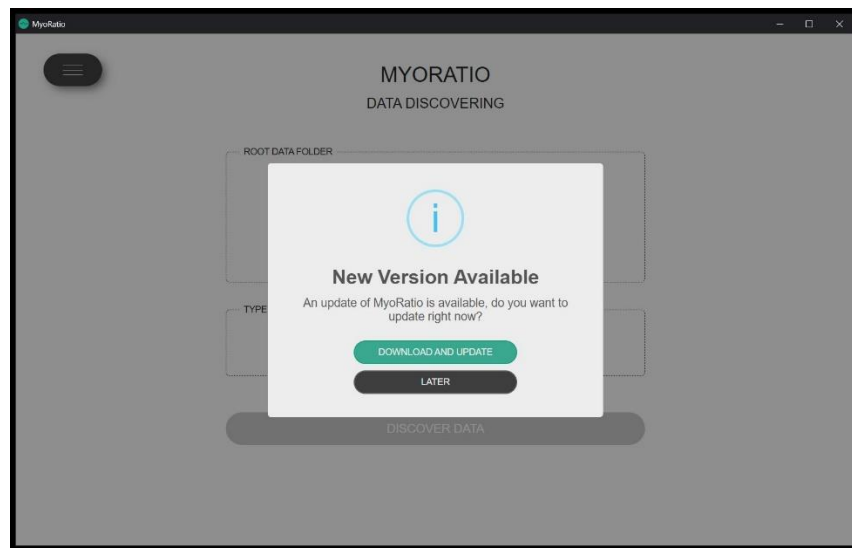 MyoRatio
MYORATIO
DATA DISCOVERING
ROOT DATA FOLDER
i
New Version Available
An update of MyoRatio is available, do you want to
update right now?
TYPE
DOWNLOAD AND UPDATE
LATER
DISCOVER DATA